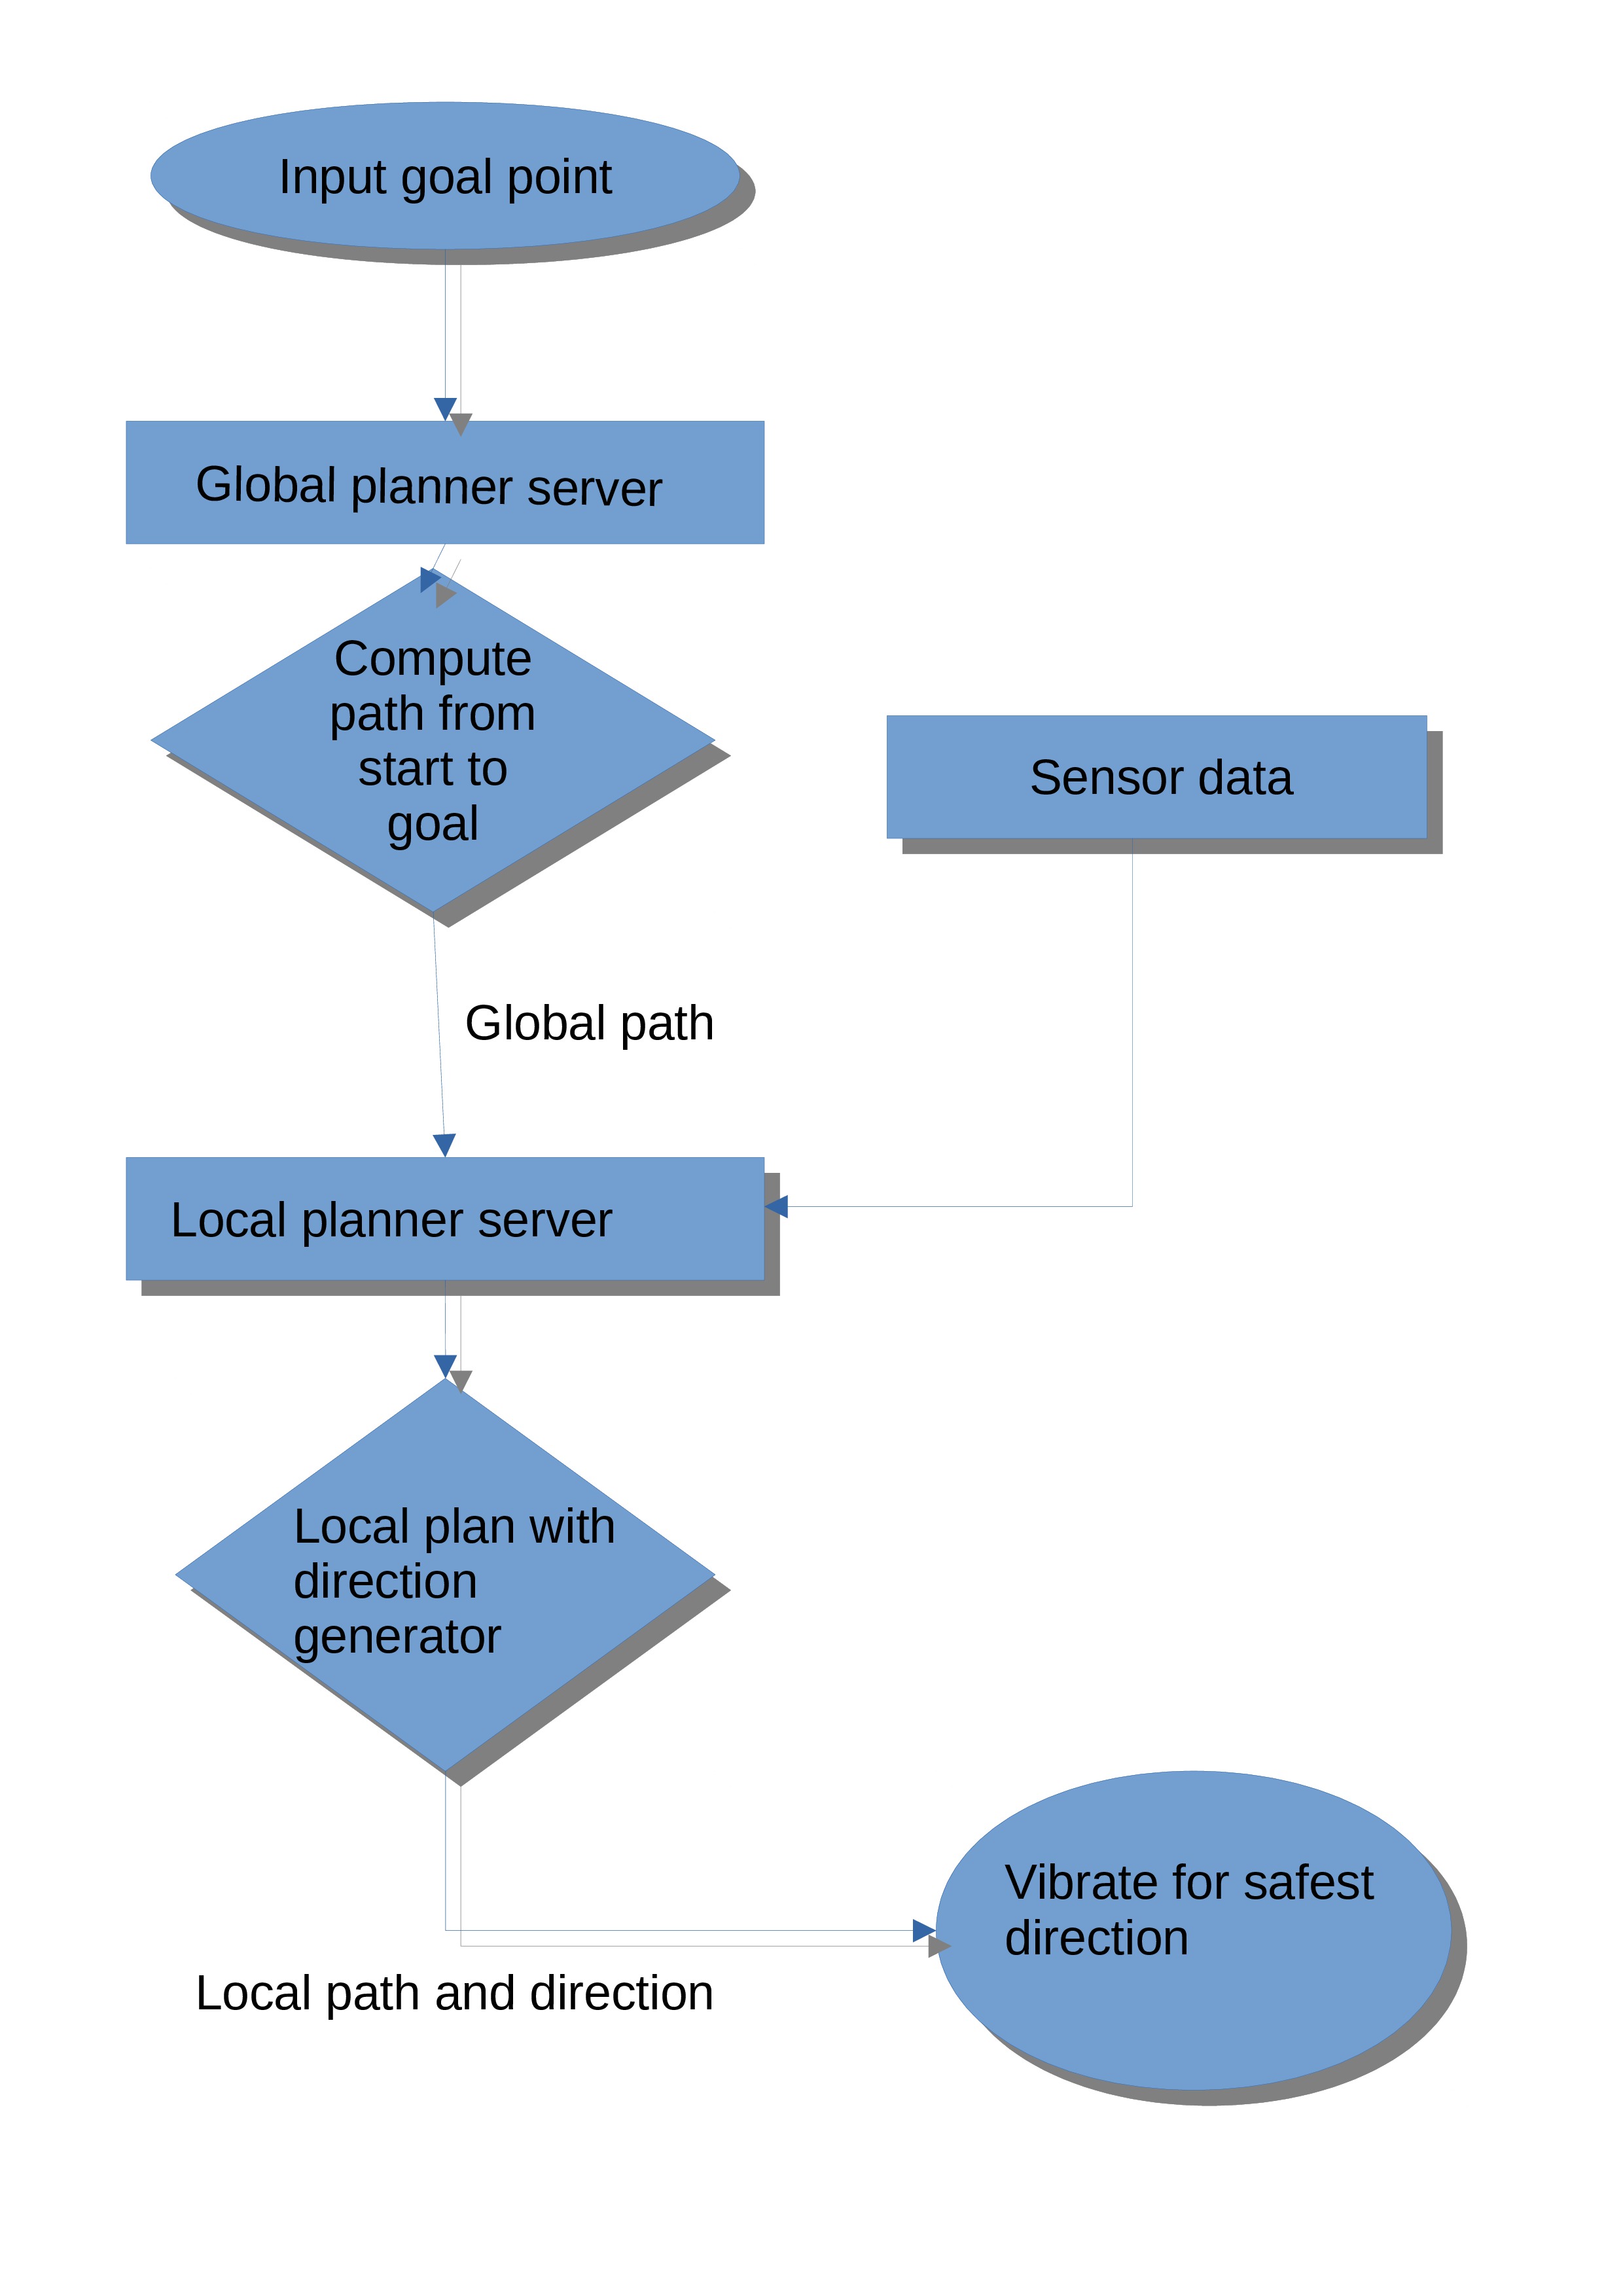 Input goal point
Global planner server
Compute
path from
start to
goal
Sensor data
Global path
Local planner server
Local plan with
direction
generator
Vibrate for safest
direction
Local path and direction